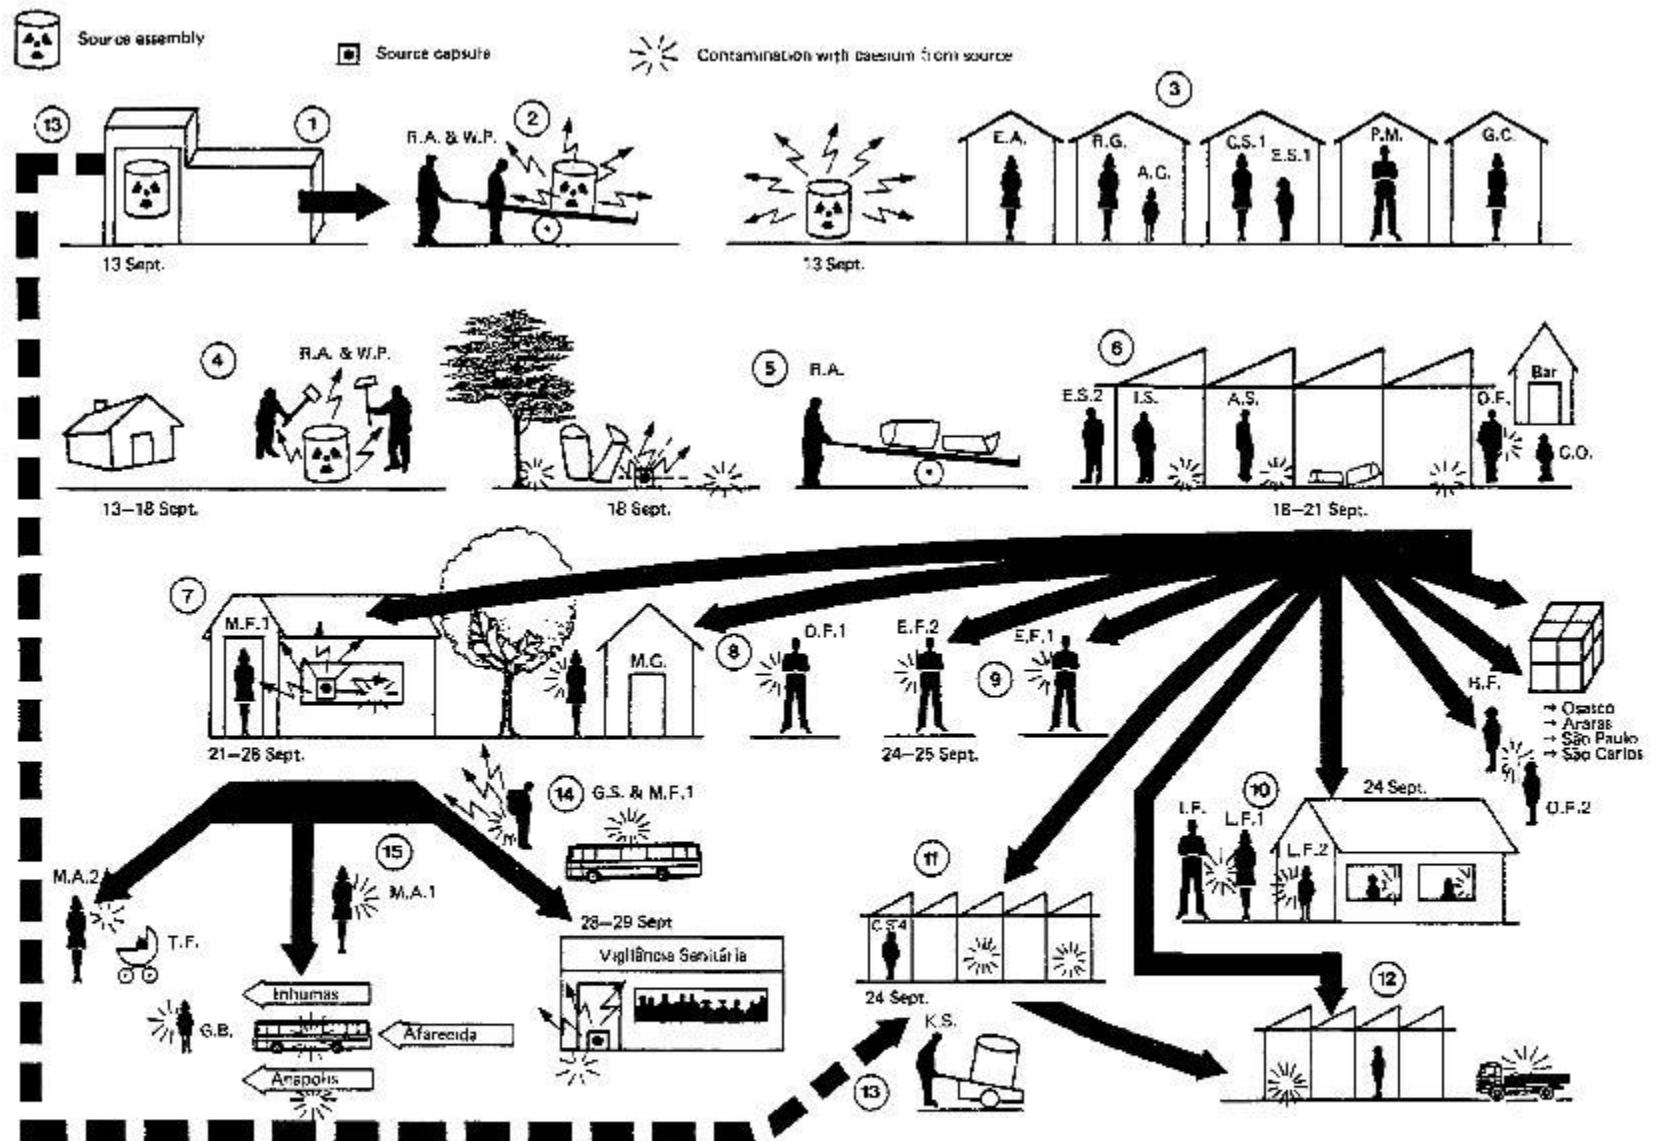 Source assembly
Source capsule
Contamination with caesium from source
13
1
13 Sept.
R.A. & W.P.
2
13 Sept.
3
E.A.
R.G.
A.G.
C.S.1
E.S.1
P.M.
G.C.
4
R.A. & W.P.
13–18 Sept.
18 Sept.
5
R.A.
6
E.S.2
I.S.
A.S.
D.F.
Bar
C.O.
18–21 Sept.
7
M.F.1
21–28 Sept.
M.G.
8
D.F.1
E.F.2
9
E.F.1
24–25 Sept.
H.F.
→ Osasco
→ Araras
→ São Paulo
→ São Carlos
O.F.2
10
24 Sept.
I.F.
L.F.1
L.F.2
14
G.S. & M.F.1
15
M.A.2
T.F.
M.A.1
28–29 Sept
Vigilância Sanitária
Inhumas
G.B.
Afarecida
Anápolis
11
C.S.4
24 Sept.
K.S.
13
12